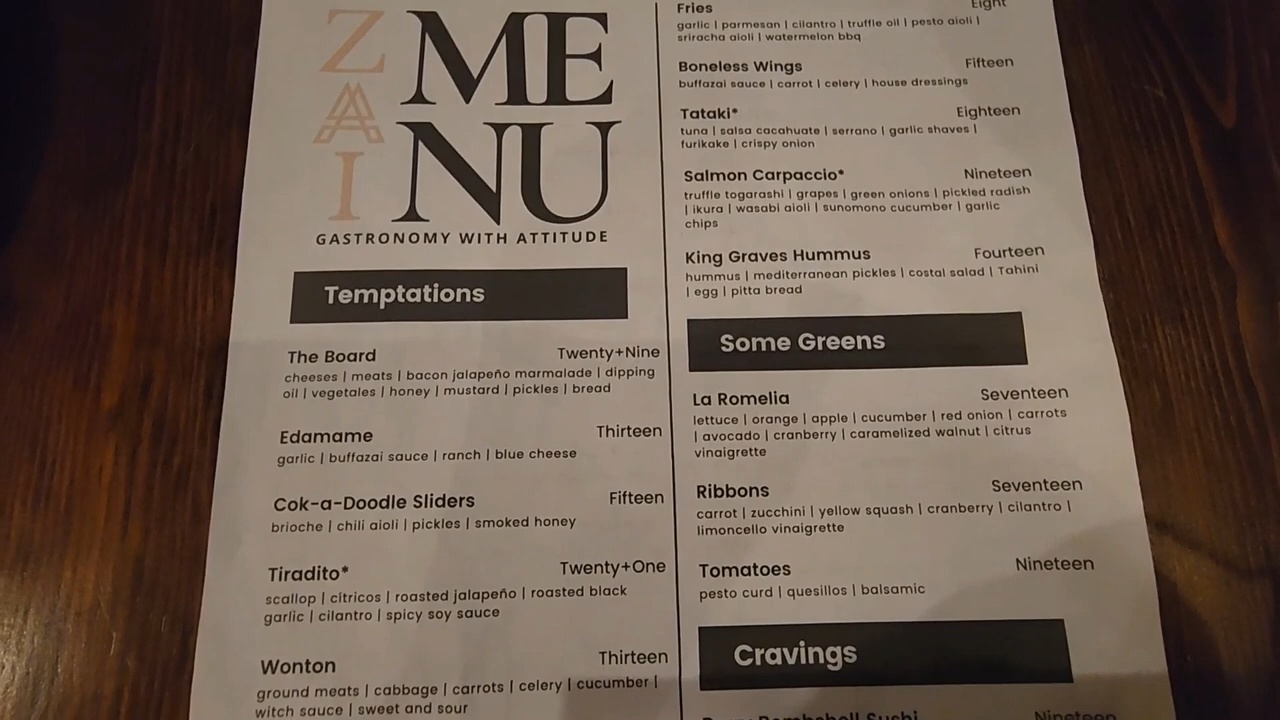 ZAI MENU
GASTRONOMY WITH ATTITUDE
Temptations
The Board Twenty+Nine
cheeses | meats | bacon jalapeño marmalade | dipping
oil | vegetales | honey | mustard | pickles | bread
Edamame Thirteen
garlic | buffazai sauce | ranch | blue cheese
Cok-a-Doodle Sliders Fifteen
brioche | chili aioli | pickles | smoked honey
Tiradito* Twenty+One
scallop | citricos | roasted jalapeño | roasted black
garlic | cilantro | spicy soy sauce
Wonton Thirteen
ground meats | cabbage | carrots | celery | cucumber |
witch sauce | sweet and sour
Fries Eight
garlic | parmesan | cilantro | truffle oil | pesto aioli |
sriracha aioli | watermelon bbq
Boneless Wings Fifteen
buffazai sauce | carrot | celery | house dressings
Tataki* Eighteen
tuna | salsa cacahuate | serrano | garlic shaves |
furikake | crispy onion
Salmon Carpaccio* Nineteen
truffle togarashi | grapes | green onions | pickled radish
| ikura | wasabi aioli | sunomono cucumber | garlic
chips
King Graves Hummus Fourteen
hummus | mediterranean pickles | costal salad | Tahini
| egg | pitta bread
Some Greens
La Romelia Seventeen
lettuce | orange | apple | cucumber | red onion | carrots
| avocado | cranberry | caramelized walnut | citrus
vinaigrette
Ribbons Seventeen
carrot | zucchini | yellow squash | cranberry | cilantro |
limoncello vinaigrette
Tomatoes Nineteen
pesto curd | quesillos | balsamic
Cravings
Bombshell Sushi Nineteen